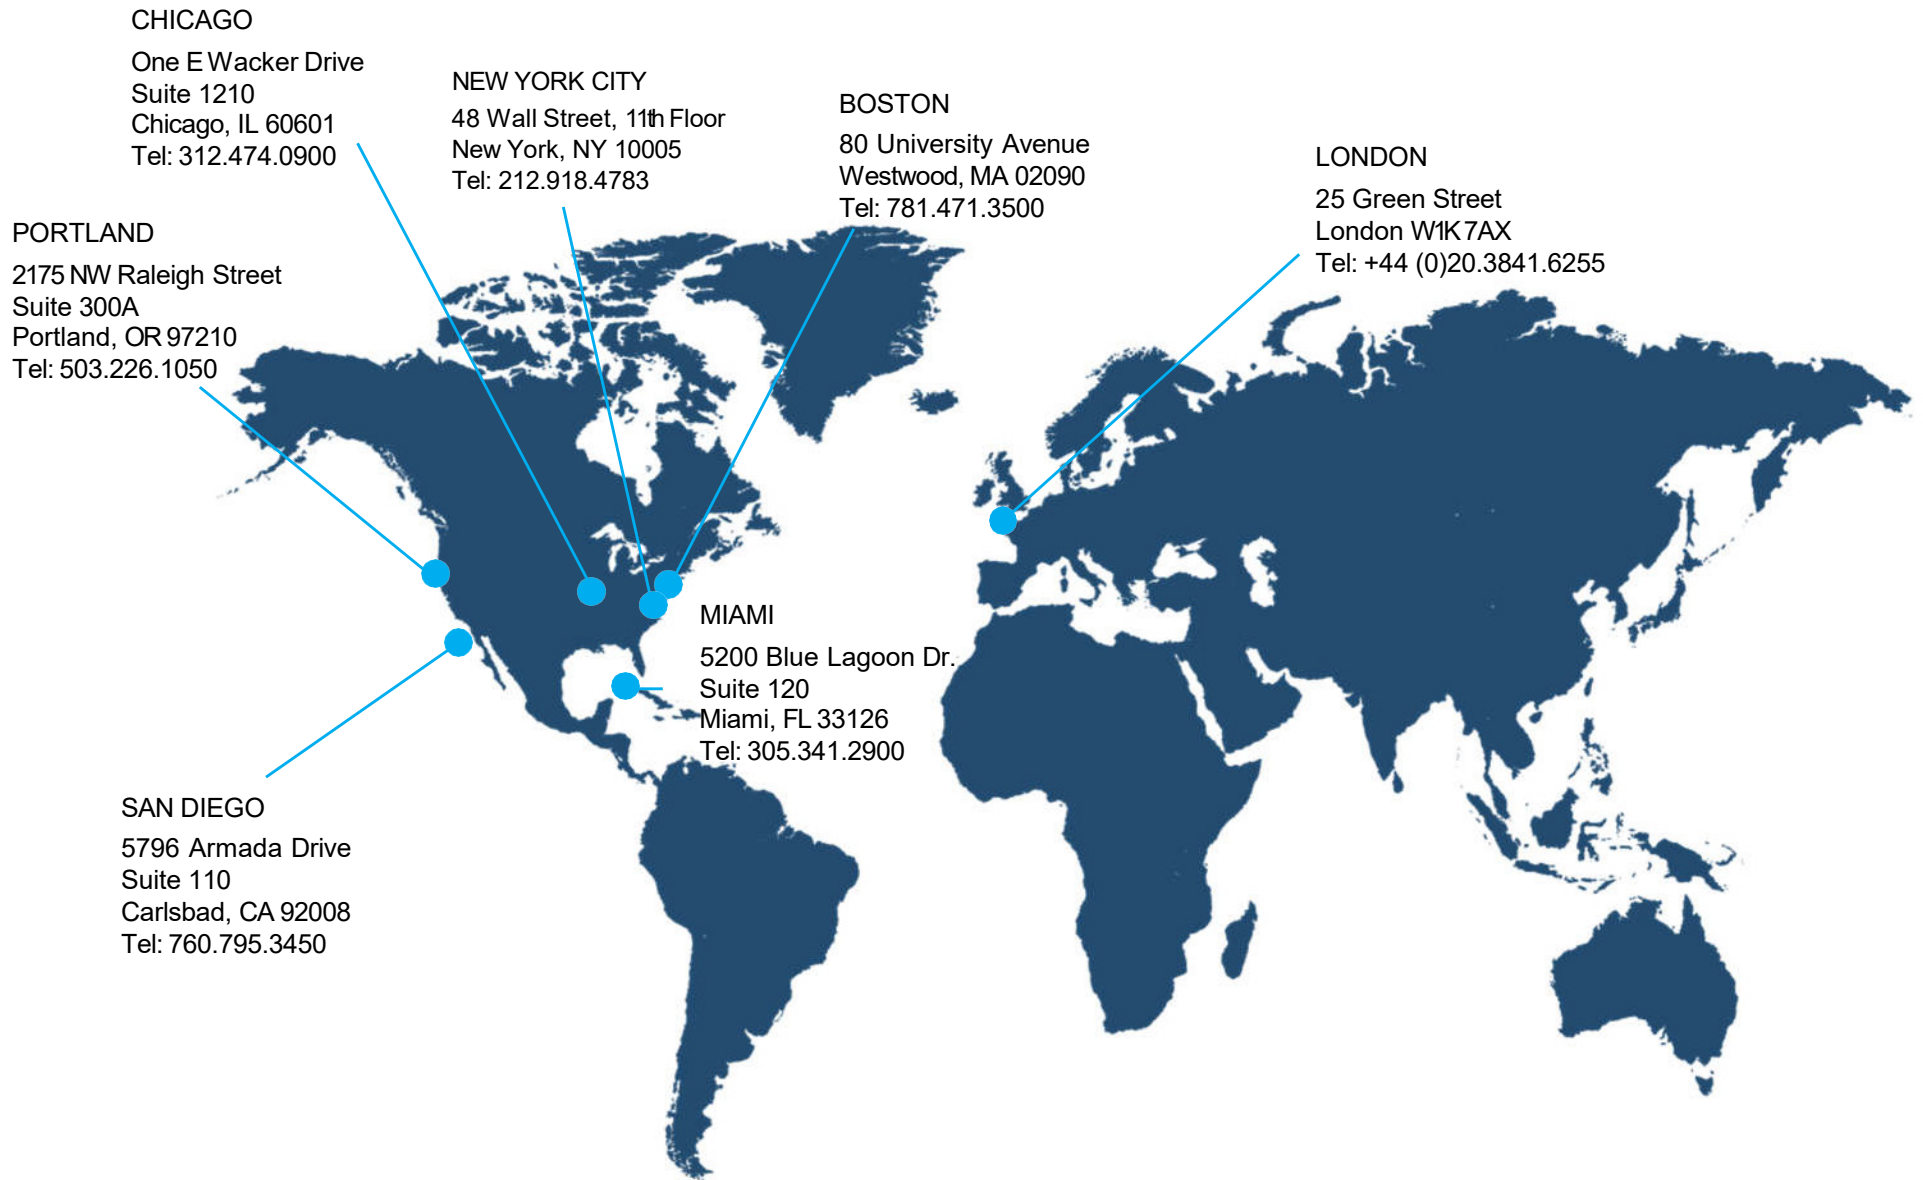 CHICAGO
One E Wacker Drive
Suite 1210
Chicago, IL 60601
Tel: 312.474.0900
NEW YORK CITY
48 Wall Street, 11th Floor
New York, NY 10005
Tel: 212.918.4783
BOSTON
80 University Avenue
Westwood, MA 02090
Tel: 781.471.3500
LONDON
25 Green Street
London W1K 7AX
Tel: +44 (0)20.3841.6255
PORTLAND
2175 NW Raleigh Street
Suite 300A
Portland, OR 97210
Tel: 503.226.1050
MIAMI
5200 Blue Lagoon Dr.
Suite 120
Miami, FL 33126
Tel: 305.341.2900
SAN DIEGO
5796 Armada Drive
Suite 110
Carlsbad, CA 92008
Tel: 760.795.3450